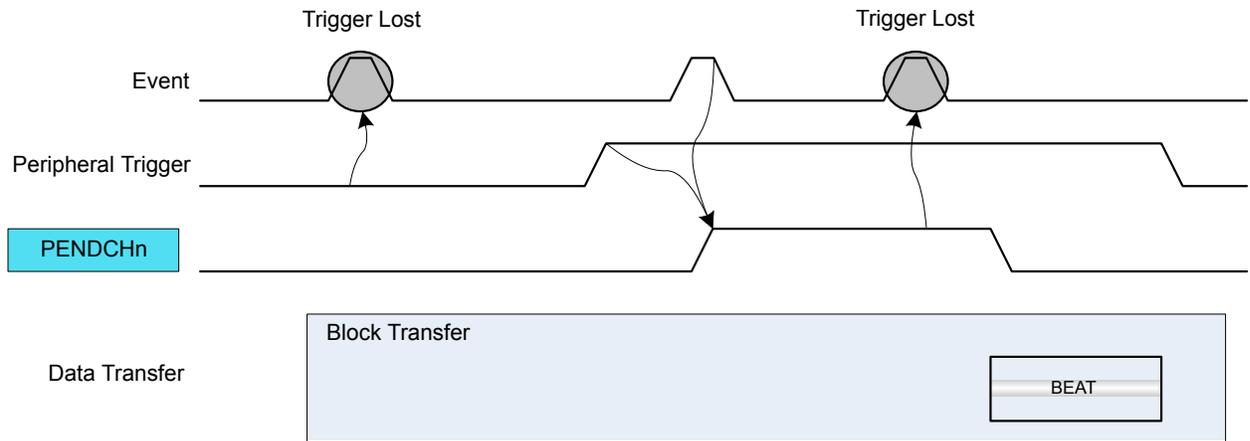 Trigger Lost
Trigger Lost
Event
Peripheral Trigger
PENDCHn
Block Transfer
Data Transfer
BEAT